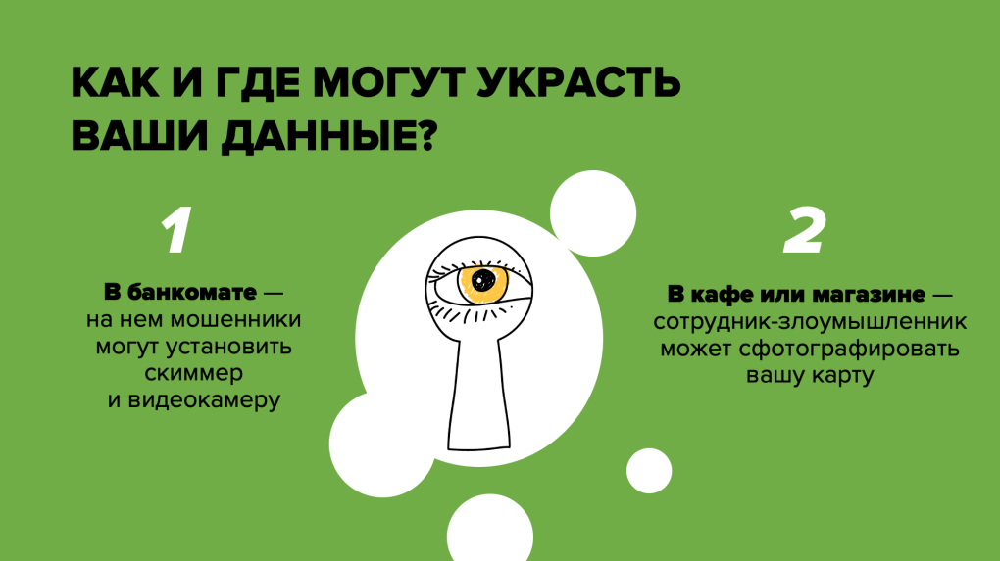 КАК И ГДЕ МОГУТ УКРАСТЬ
ВАШИ ДАННЫЕ?
1
В банкомате —
на нем мошенники
могут установить
скиммер
и видеокамеру
2
В кафе или магазине —
сотрудник-злоумышленник
может сфотографировать
вашу карту